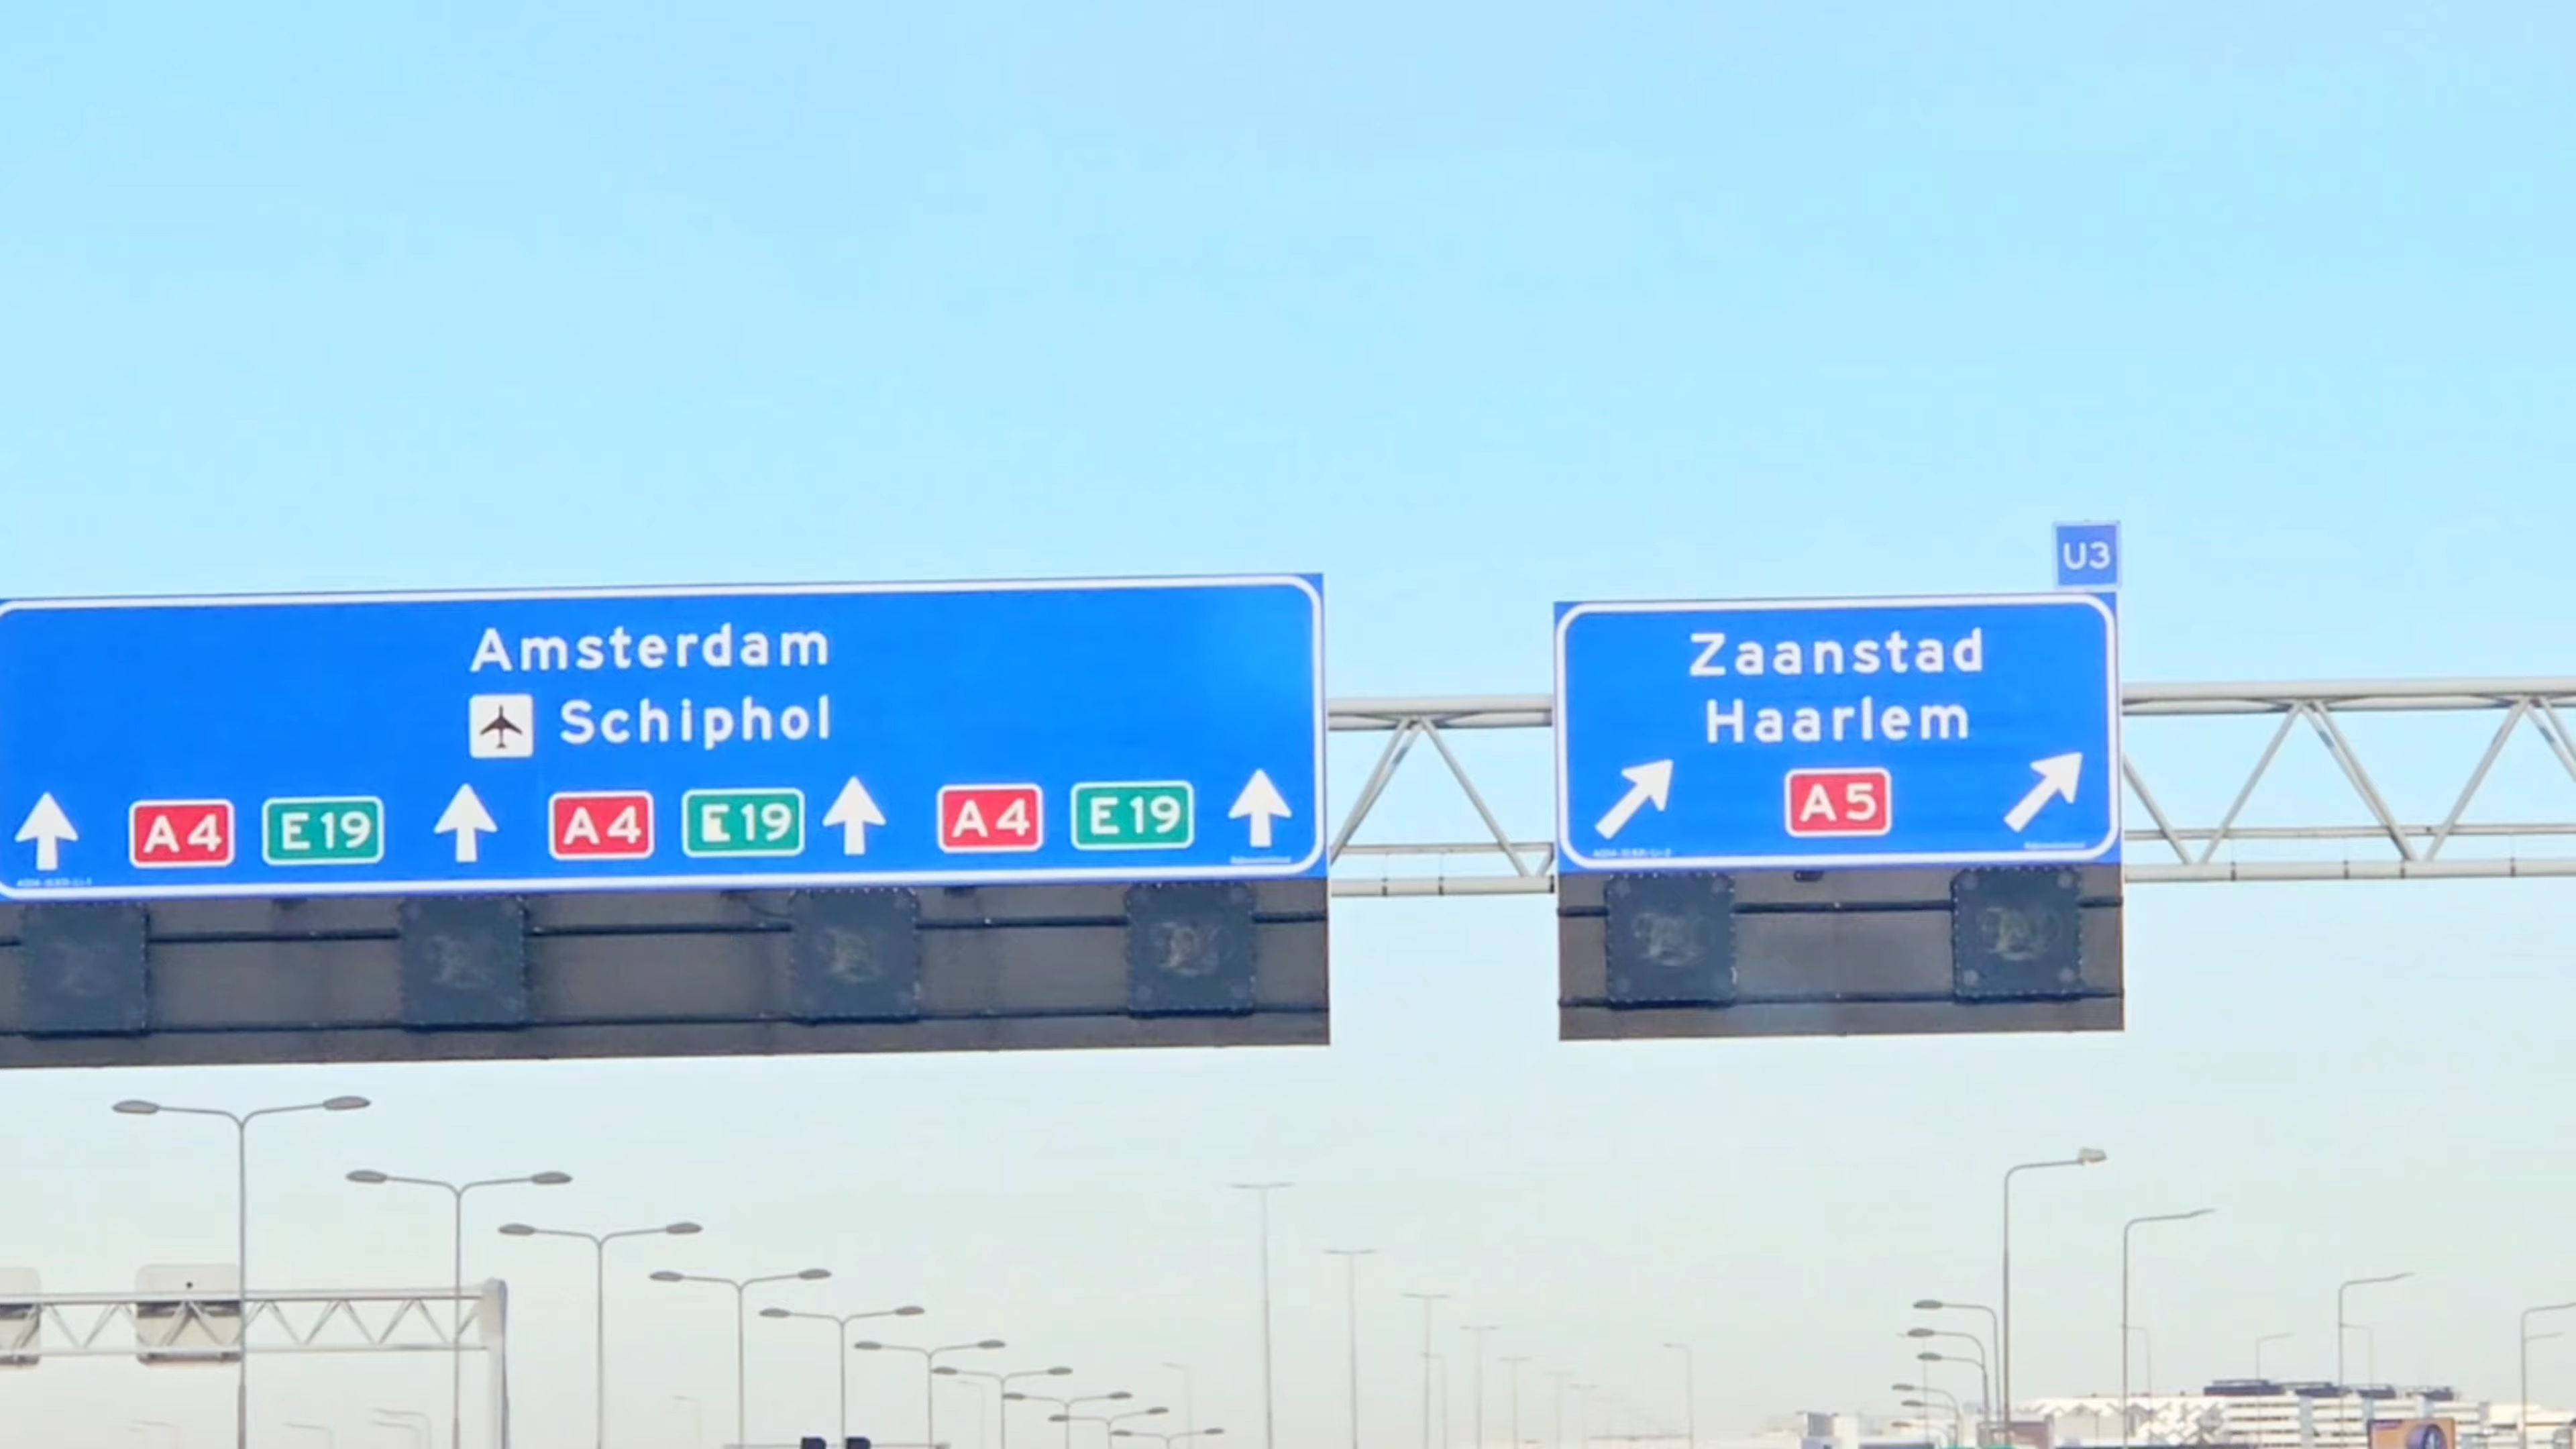 Amsterdam
Schiphol
A4 E19 A4 E19 A4 E19
U3
Zaanstad
Haarlem
A5